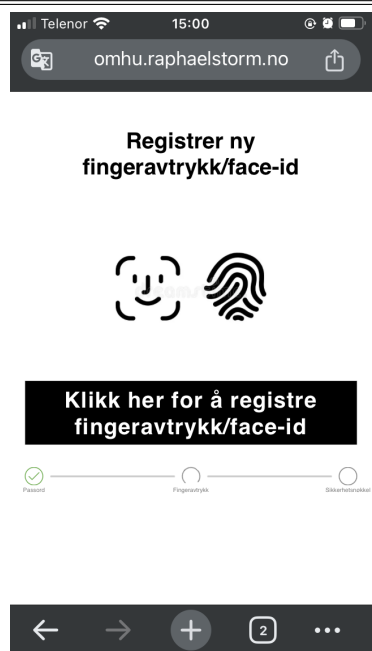 Telenor 15:00
omhu.raphaelstorm.no
Registrer ny
fingeravtrykk/face-id
Klikk her for å registre
fingeravtrykk/face-id
Passord Fingeravtrykk Sikkerhetsnøkker
2